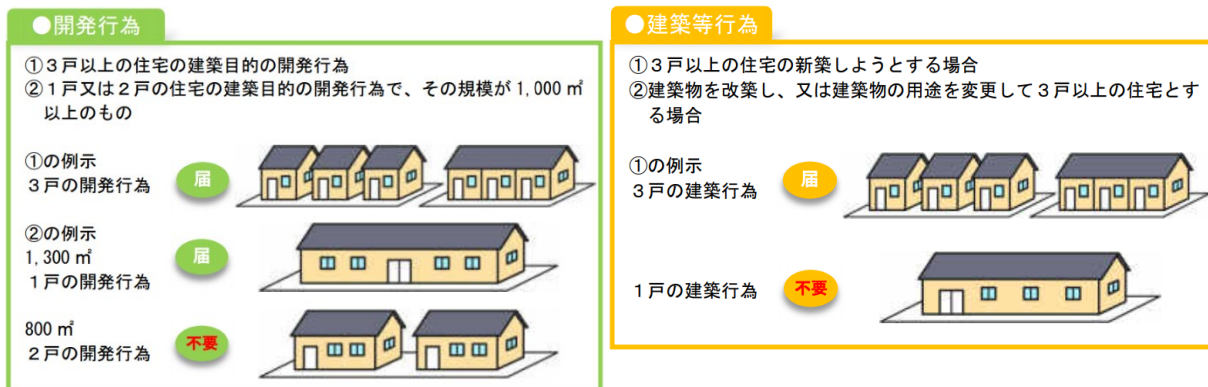 ●開発行為
①３戸以上の住宅の建築目的の開発行為
②１戸又は２戸の住宅の建築目的の開発行為で、その規模が 1,000 ㎡
以上のもの
①の例示
３戸の開発行為
届
②の例示
1,300 ㎡
１戸の開発行為
届
800 ㎡
２戸の開発行為
不要
●建築等行為
①３戸以上の住宅の新築しようとする場合
②建築物を改築し、又は建築物の用途を変更して３戸以上の住宅とす
る場合
①の例示
３戸の建築行為
届
１戸の建築行為
不要